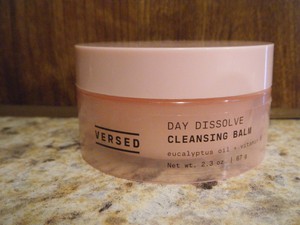 VERSED
DAY DISSOLVE
CLEANSING BALM
eucalyptus oil + vitamin
net wt. 2.3 oz. | 67 g